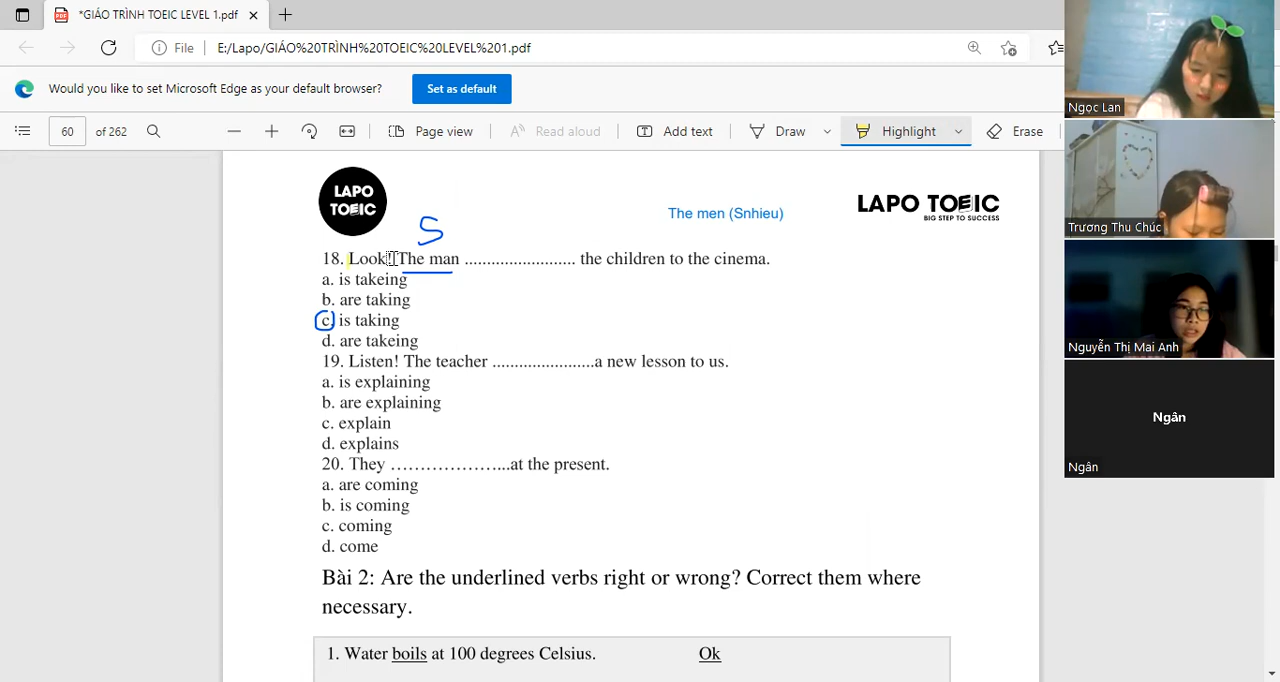 *GIÁO TRÌNH TOEIC LEVEL 1.pdf
File E:/Lapo/GIÁO%20TRÌNH%20TOEIC%20LEVEL%201.pdf
Would you like to set Microsoft Edge as your default browser? Set as default
60 of 262 Page view Read aloud Add text Draw Highlight Erase
LAPO
TOEIC
The men (Snhieu)
LAPO TOEIC
BIG STEP TO SUCCESS
S
18. Look! The man ........................ the children to the cinema.
a. is takeing
b. are taking
c. is taking
d. are takeing
19. Listen! The teacher .......................a new lesson to us.
a. is explaining
b. are explaining
c. explain
d. explains
20. They …………………...at the present.
a. are coming
b. is coming
c. coming
d. come
Bài 2: Are the underlined verbs right or wrong? Correct them where
necessary.
1. Water boils at 100 degrees Celsius. Ok
Ngọc Lan
Trương Thu Chúc
Nguyễn Thị Mai Anh
Ngân
Ngân